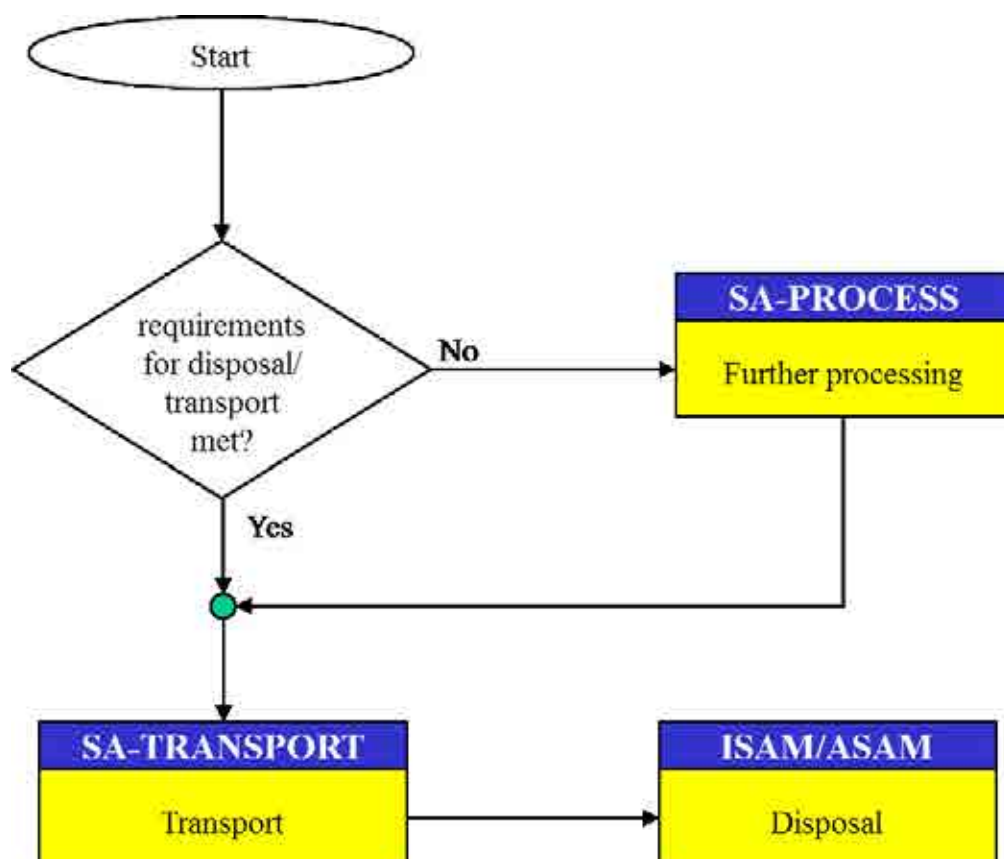 Start
requirements
for disposal/
transport
met?
No
SA-PROCESS
Further processing
Yes
SA-TRANSPORT
Transport
ISAM/ASAM
Disposal